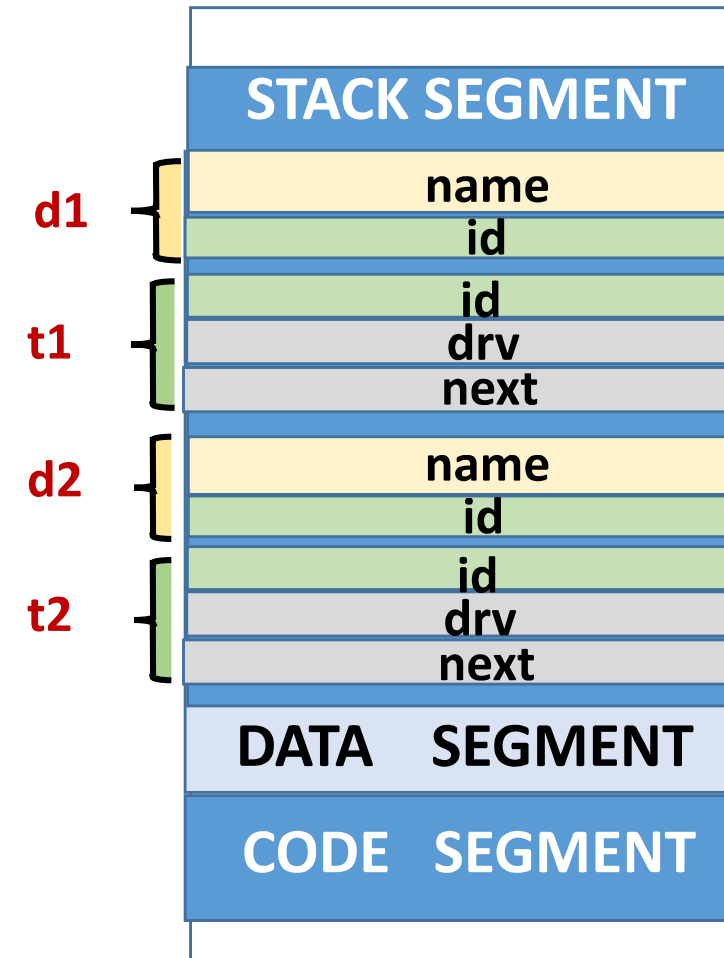 STACK SEGMENT
d1
name
id
t1
id
drv
next
d2
name
id
t2
id
drv
next
DATA SEGMENT
CODE SEGMENT